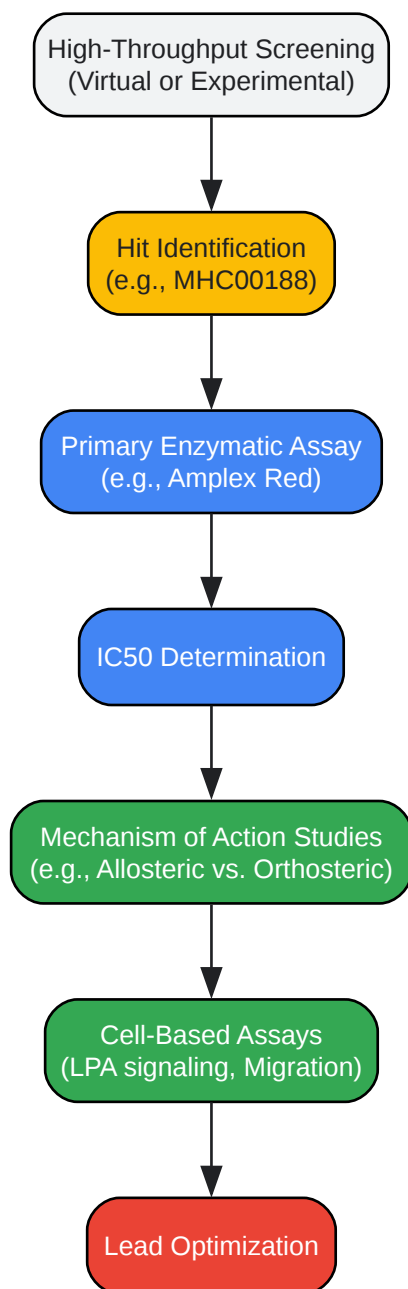 High-Throughput Screening
(Virtual or Experimental)
Hit Identification
(e.g., MHC00188)
Primary Enzymatic Assay
(e.g., Amplex Red)
IC50 Determination
Mechanism of Action Studies
(e.g., Allosteric vs. Orthosteric)
Cell-Based Assays
(LPA signaling, Migration)
Lead Optimization